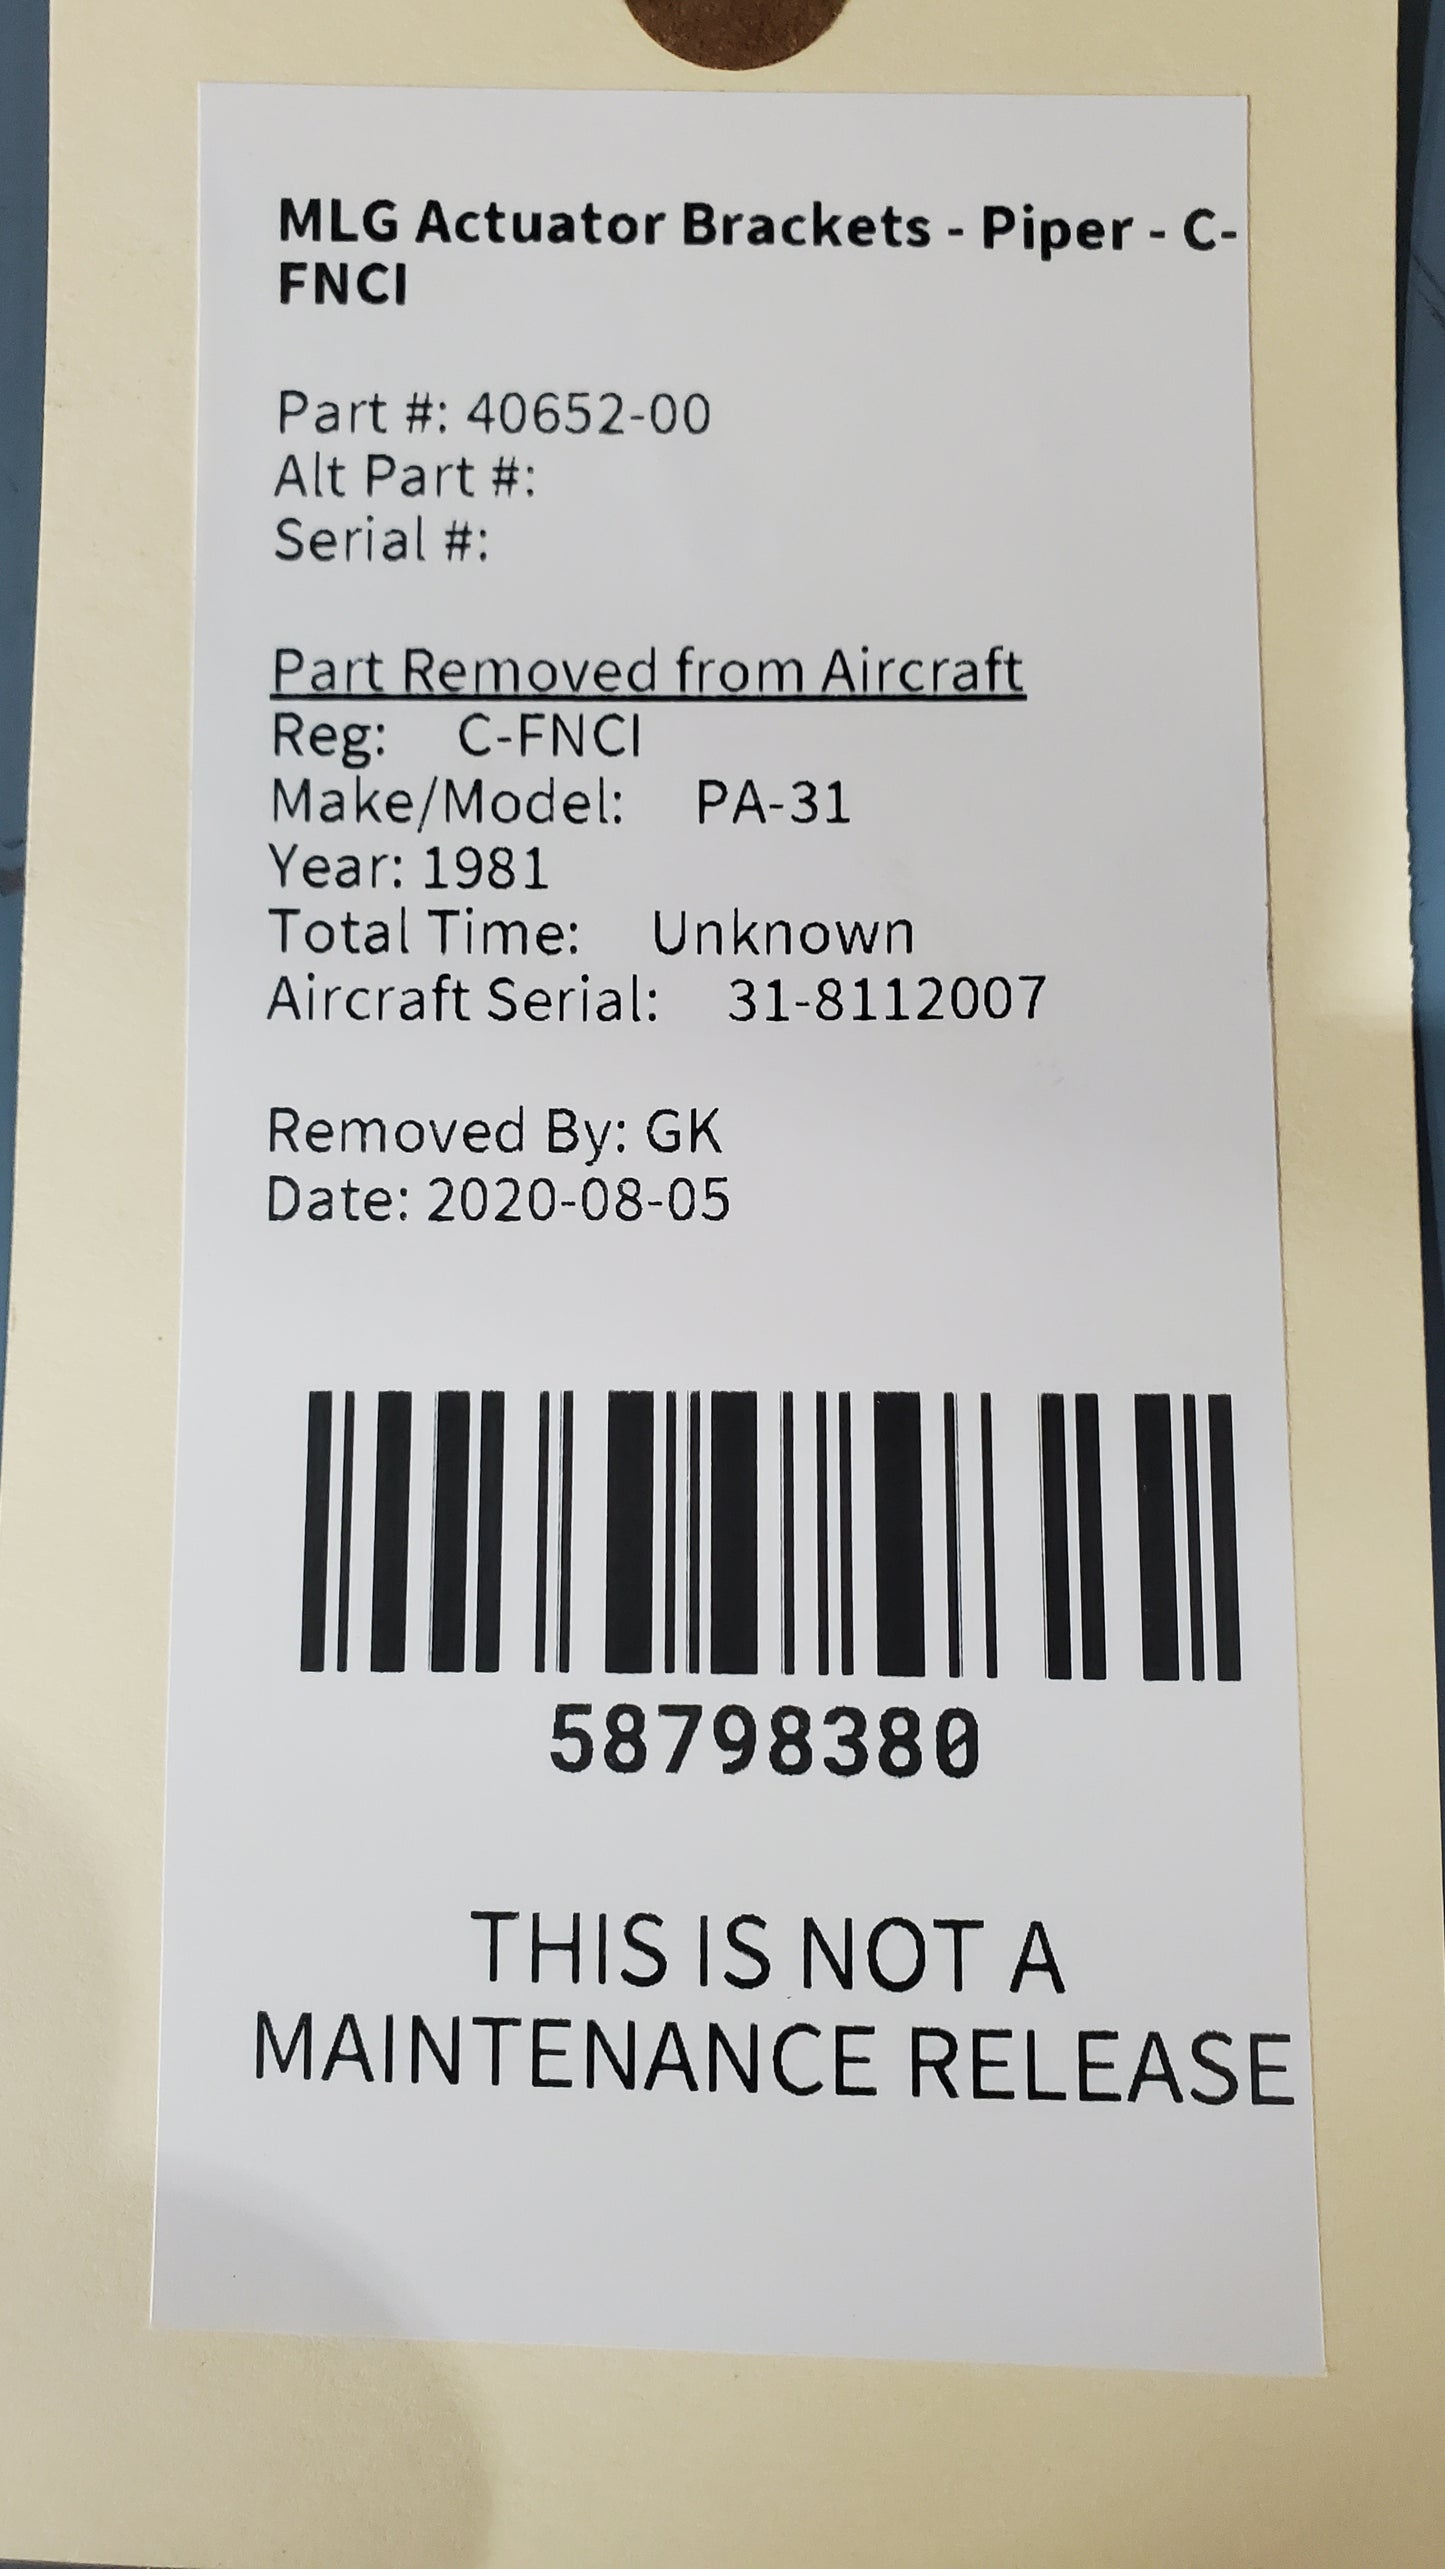 MLG Actuator Brackets - Piper - C-
FNCI
Part #: 40652-00
Alt Part #:
Serial #:
Part Removed from Aircraft
Reg: C-FNCI
Make/Model: PA-31
Year: 1981
Total Time: Unknown
Aircraft Serial: 31-8112007
Removed By: GK
Date: 2020-08-05
58798380
THIS IS NOT A
MAINTENANCE RELEASE